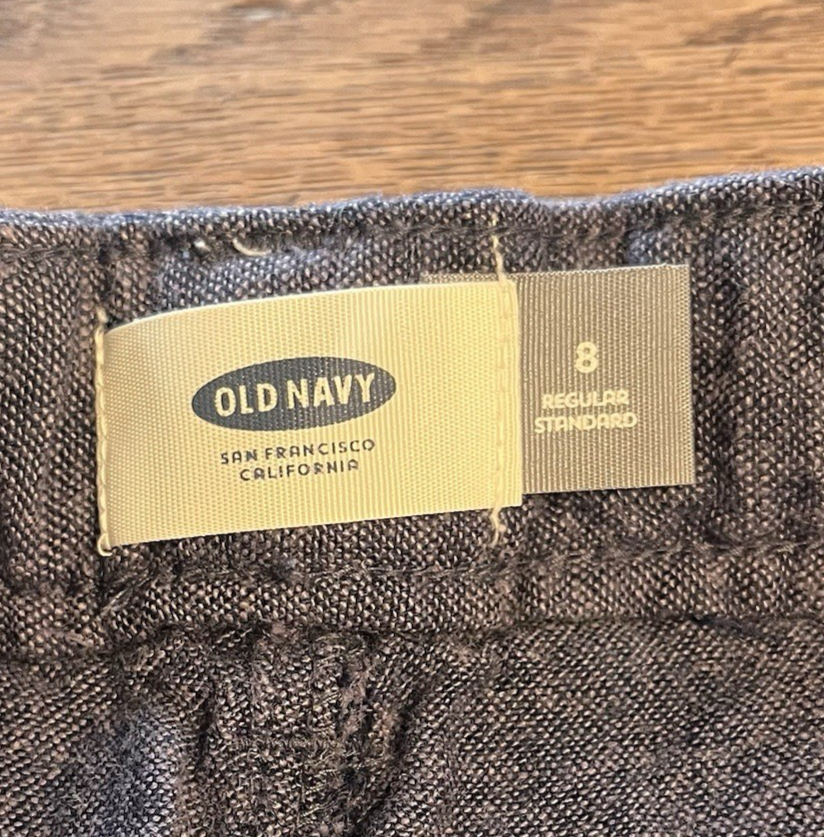 OLD NAVY
SAN FRANCISCO
CALIFORNIA
8
REGULAR
STANDARD